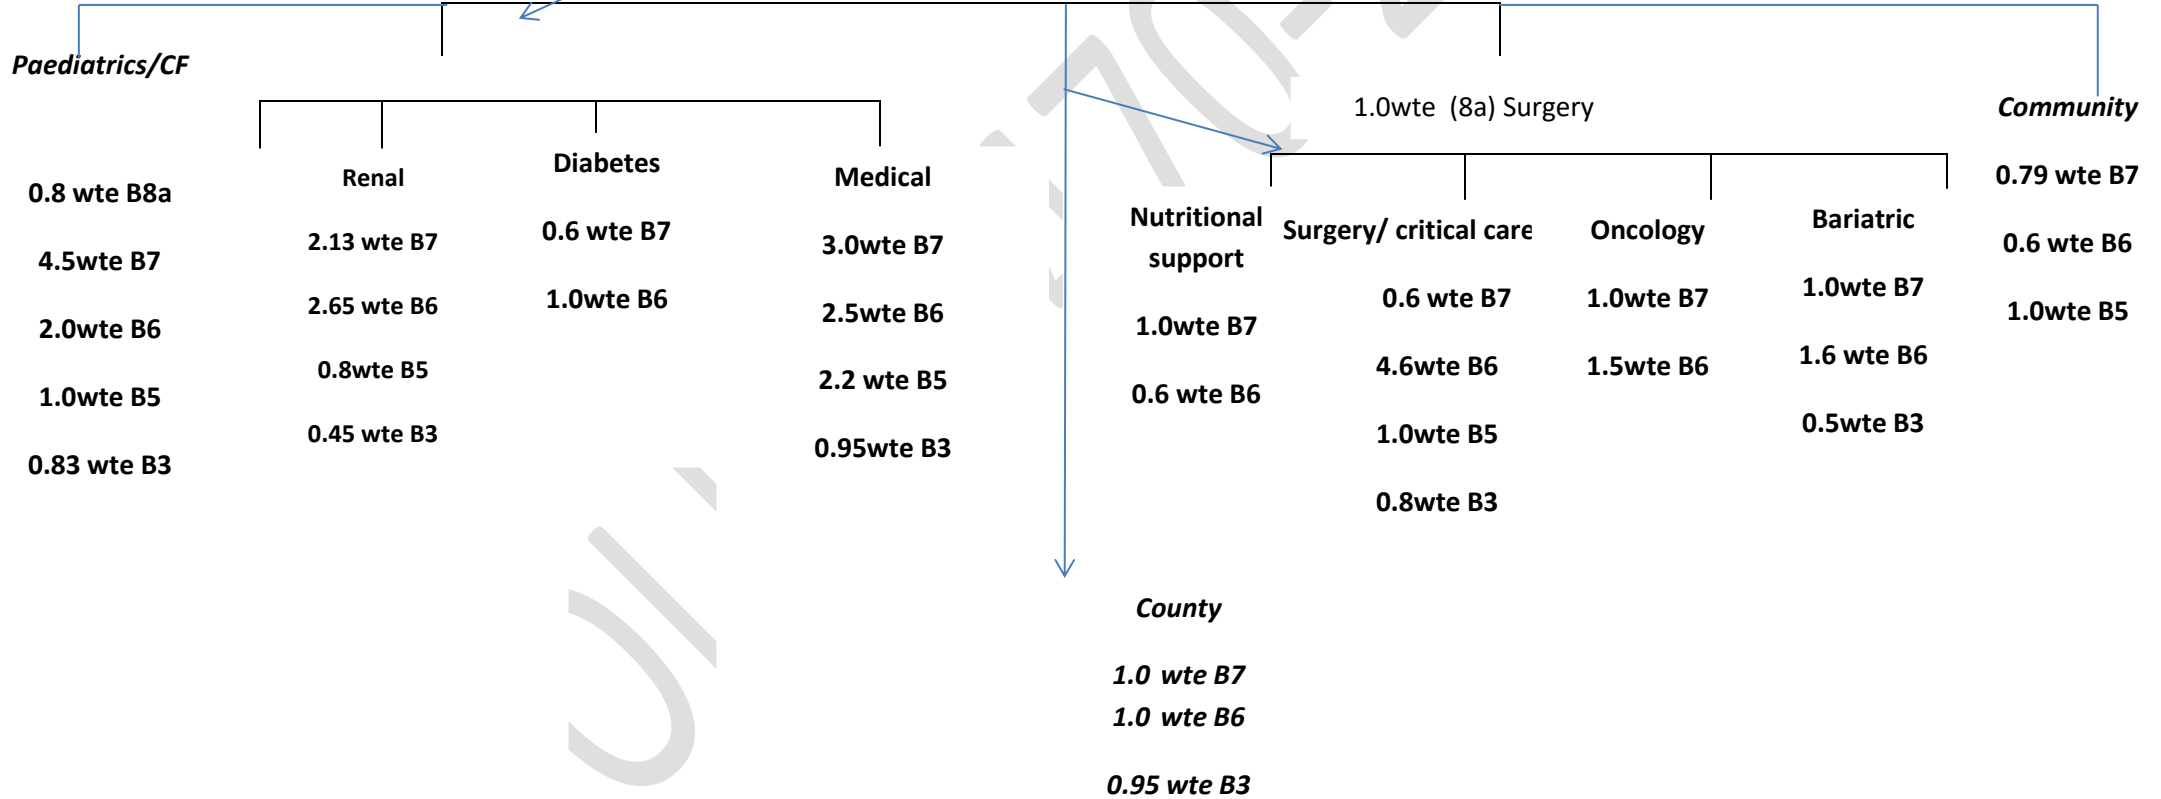 Paediatrics/CF
0.8 wte B8a
4.5wte B7
2.0wte B6
1.0wte B5
0.83 wte B3
Renal
2.13 wte B7
2.65 wte B6
0.8wte B5
0.45 wte B3
Diabetes
0.6 wte B7
1.0wte B6
Medical
3.0wte B7
2.5wte B6
2.2 wte B5
0.95wte B3
1.0wte (8a) Surgery
Nutritional
support
1.0wte B7
0.6 wte B6
Surgery/ critical care
0.6 wte B7
4.6wte B6
1.0wte B5
0.8wte B3
Oncology
1.0wte B7
1.5wte B6
Bariatric
1.0wte B7
1.6 wte B6
0.5wte B3
Community
0.79 wte B7
0.6 wte B6
1.0wte B5
County
1.0 wte B7
1.0 wte B6
0.95 wte B3